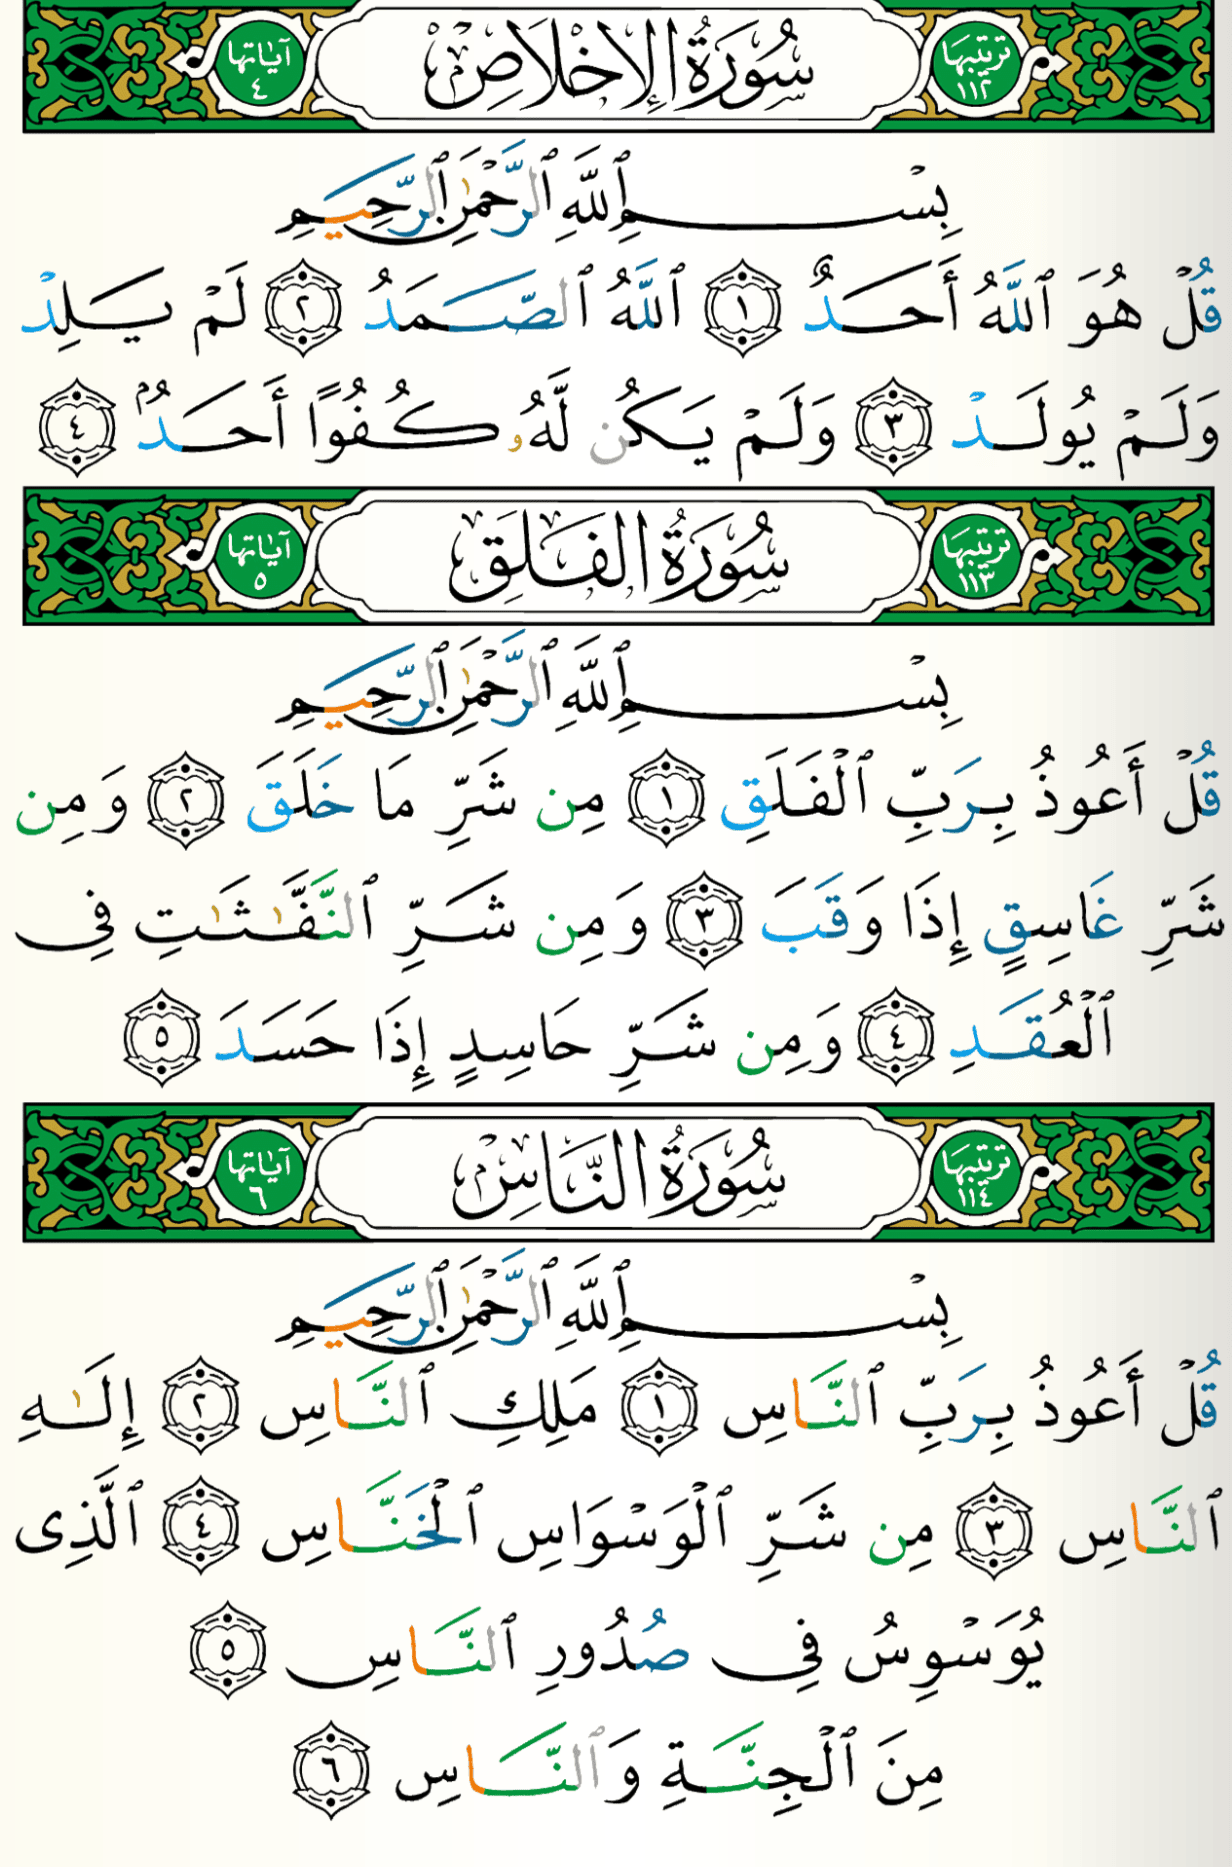 ترتيبها ١١٢ سُورَةُ الإِخْلَاصِ آياتها ٤
بِسْمِ ٱللَّهِ ٱلرَّحْمَٰنِ ٱلرَّحِيمِ
قُلْ هُوَ ٱللَّهُ أَحَدٌ ١ ٱللَّهُ ٱلصَّمَدُ ٢ لَمْ يَلِدْ
وَلَمْ يُولَدْ ٣ وَلَمْ يَكُن لَّهُۥ كُفُوًا أَحَدٌۢ ٤
ترتيبها ١١٣ سُورَةُ الفَلَقِ آياتها ٥
بِسْمِ ٱللَّهِ ٱلرَّحْمَٰنِ ٱلرَّحِيمِ
قُلْ أَعُوذُ بِرَبِّ ٱلْفَلَقِ ١ مِن شَرِّ مَا خَلَقَ ٢ وَمِن
شَرِّ غَاسِقٍ إِذَا وَقَبَ ٣ وَمِن شَرِّ ٱلنَّفَّٰثَٰتِ فِى
ٱلْعُقَدِ ٤ وَمِن شَرِّ حَاسِدٍ إِذَا حَسَدَ ٥
ترتيبها ١١٤ سُورَةُ النَّاسِ آياتها ٦
بِسْمِ ٱللَّهِ ٱلرَّحْمَٰنِ ٱلرَّحِيمِ
قُلْ أَعُوذُ بِرَبِّ ٱلنَّاسِ ١ مَلِكِ ٱلنَّاسِ ٢ إِلَٰهِ
ٱلنَّاسِ ٣ مِن شَرِّ ٱلْوَسْوَاسِ ٱلْخَنَّاسِ ٤ ٱلَّذِى
يُوَسْوِسُ فِى صُدُورِ ٱلنَّاسِ ٥
مِنَ ٱلْجِنَّةِ وَٱلنَّاسِ ٦